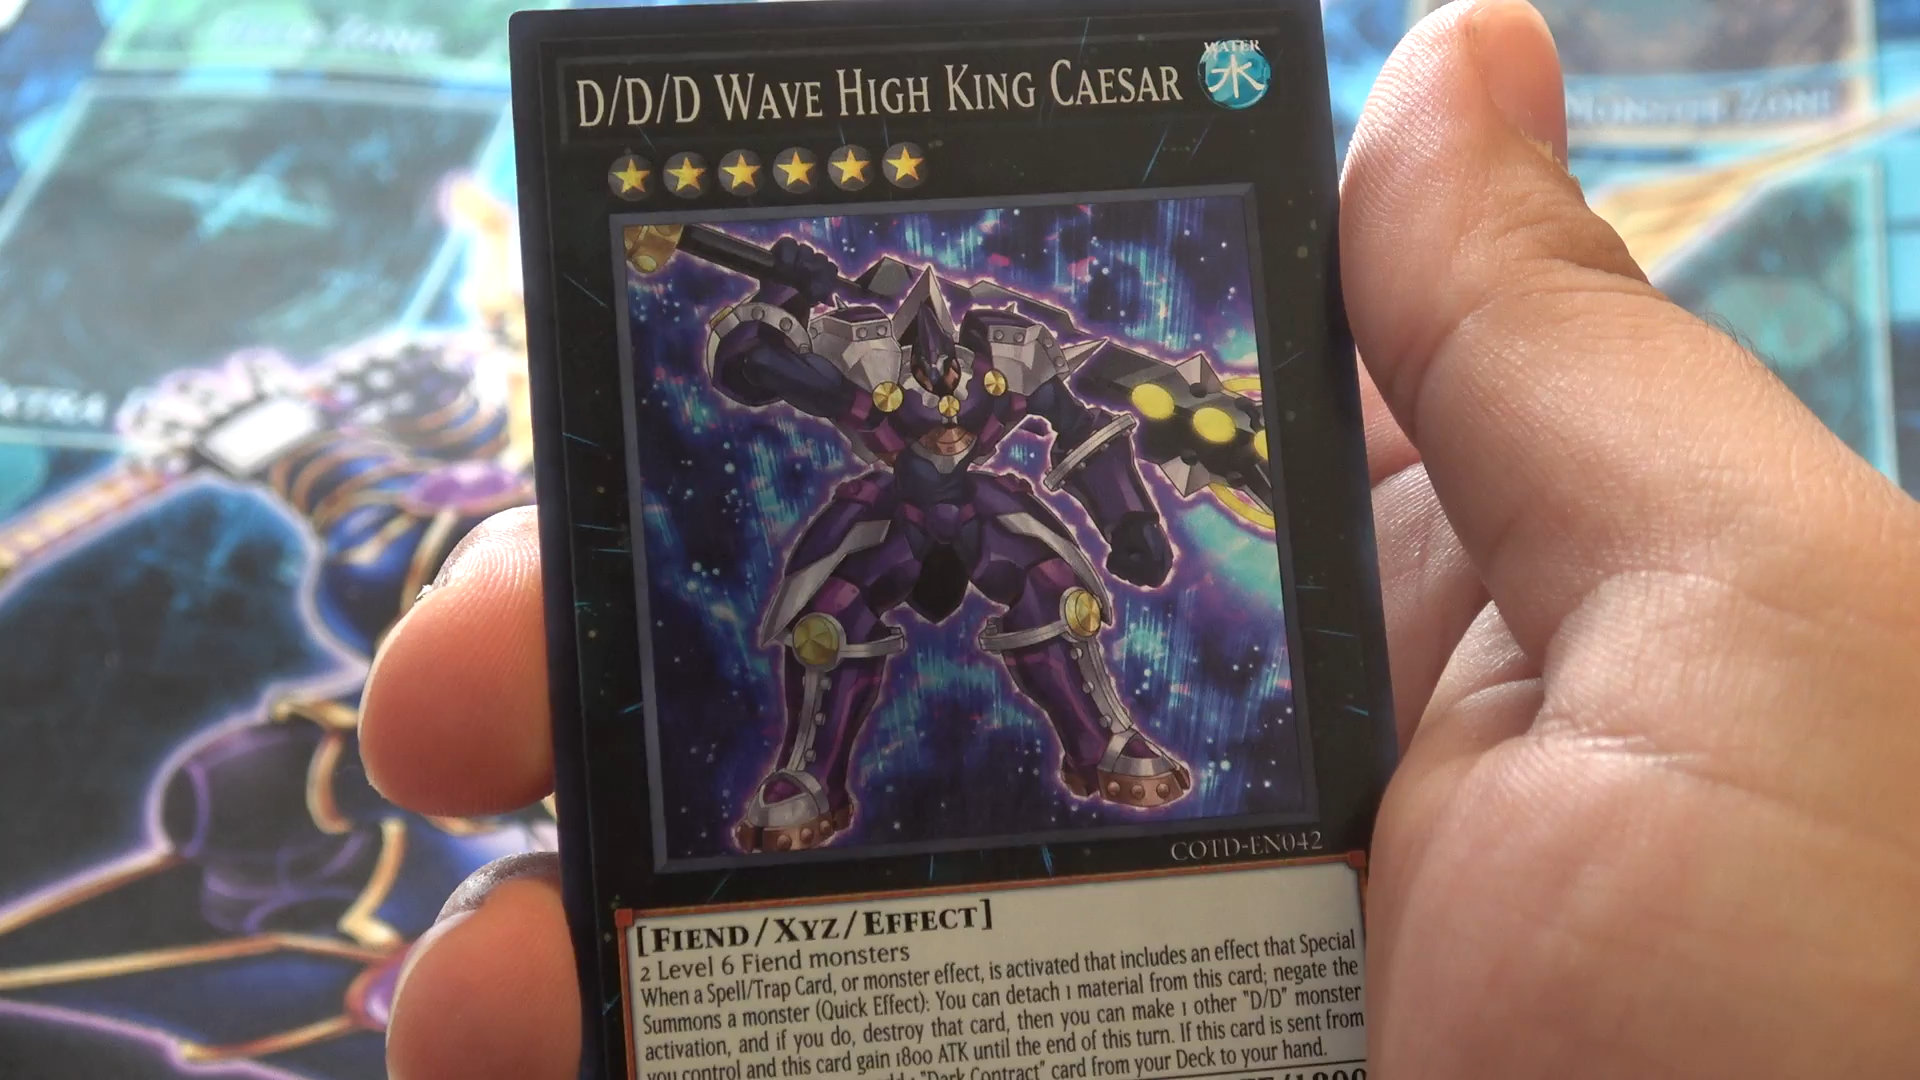 D/D/D WAVE HIGH KING CAESAR
WATER
水
COTD-EN042
[FIEND/XYZ/EFFECT]
2 Level 6 Fiend monsters
When a Spell/Trap Card, or monster effect, is activated that includes an effect that Special
Summons a monster (Quick Effect): You can detach 1 material from this card; negate the
activation, and if you do, destroy that card, then you can make 1 other "D/D" monster
you control and this card gain 1800 ATK until the end of this turn. If this card is sent from
"Dark Contract" card from your Deck to your hand.
MONSTER ZONE